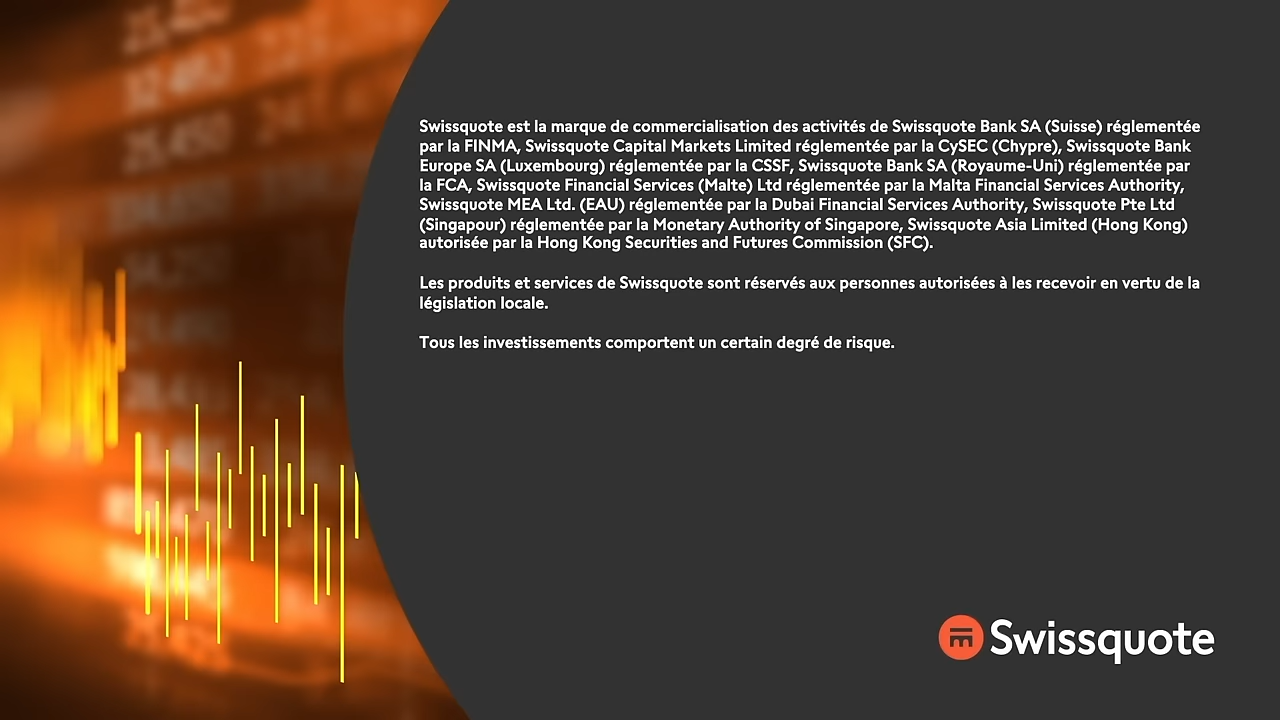 Swissquote est la marque de commercialisation des activités de Swissquote Bank SA (Suisse) réglementée
par la FINMA, Swissquote Capital Markets Limited réglementée par la CySEC (Chypre), Swissquote Bank
Europe SA (Luxembourg) réglementée par la CSSF, Swissquote Bank SA (Royaume-Uni) réglementée par
la FCA, Swissquote Financial Services (Malte) Ltd réglementée par la Malta Financial Services Authority,
Swissquote MEA Ltd. (EAU) réglementée par la Dubai Financial Services Authority, Swissquote Pte Ltd
(Singapour) réglementée par la Monetary Authority of Singapore, Swissquote Asia Limited (Hong Kong)
autorisée par la Hong Kong Securities and Futures Commission (SFC).
Les produits et services de Swissquote sont réservés aux personnes autorisées à les recevoir en vertu de la
législation locale.
Tous les investissements comportent un certain degré de risque.
Swissquote